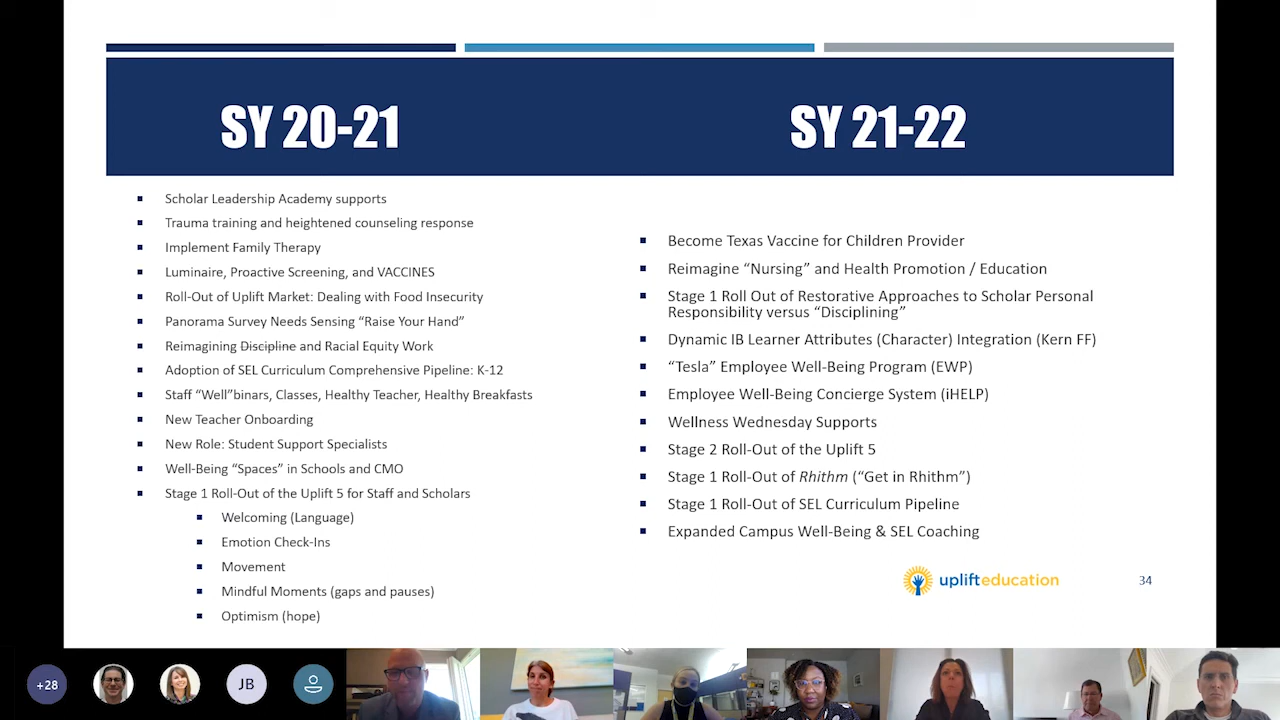 SY 20-21
SY 21-22
Scholar Leadership Academy supports
Trauma training and heightened counseling response
Implement Family Therapy
Luminaire, Proactive Screening, and VACCINES
Roll-Out of Uplift Market: Dealing with Food Insecurity
Panorama Survey Needs Sensing “Raise Your Hand”
Reimagining Discipline and Racial Equity Work
Adoption of SEL Curriculum Comprehensive Pipeline: K-12
Staff “Well”binars, Classes, Healthy Teacher, Healthy Breakfasts
New Teacher Onboarding
New Role: Student Support Specialists
Well-Being “Spaces” in Schools and CMO
Stage 1 Roll-Out of the Uplift 5 for Staff and Scholars
Welcoming (Language)
Emotion Check-Ins
Movement
Mindful Moments (gaps and pauses)
Optimism (hope)
Become Texas Vaccine for Children Provider
Reimagine “Nursing” and Health Promotion / Education
Stage 1 Roll Out of Restorative Approaches to Scholar Personal
Responsibility versus “Disciplining”
Dynamic IB Learner Attributes (Character) Integration (Kern FF)
“Tesla” Employee Well-Being Program (EWP)
Employee Well-Being Concierge System (iHELP)
Wellness Wednesday Supports
Stage 2 Roll-Out of the Uplift 5
Stage 1 Roll-Out of Rhithm (“Get in Rhithm”)
Stage 1 Roll-Out of SEL Curriculum Pipeline
Expanded Campus Well-Being & SEL Coaching
uplifteducation
34
+28
JB